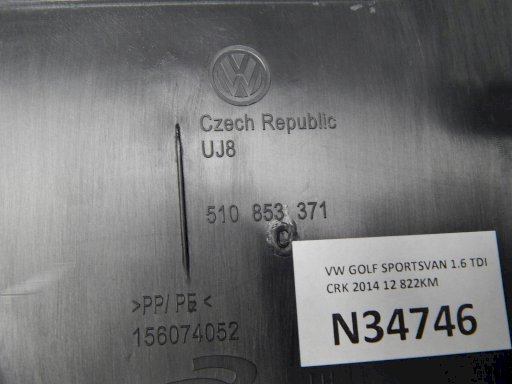 Czech Republic
UJ8
510 853 371
C
>PP/ PE<
156074052
VW GOLF SPORTSVAN 1.6 TDI
CRK 2014 12 822KM
N34746